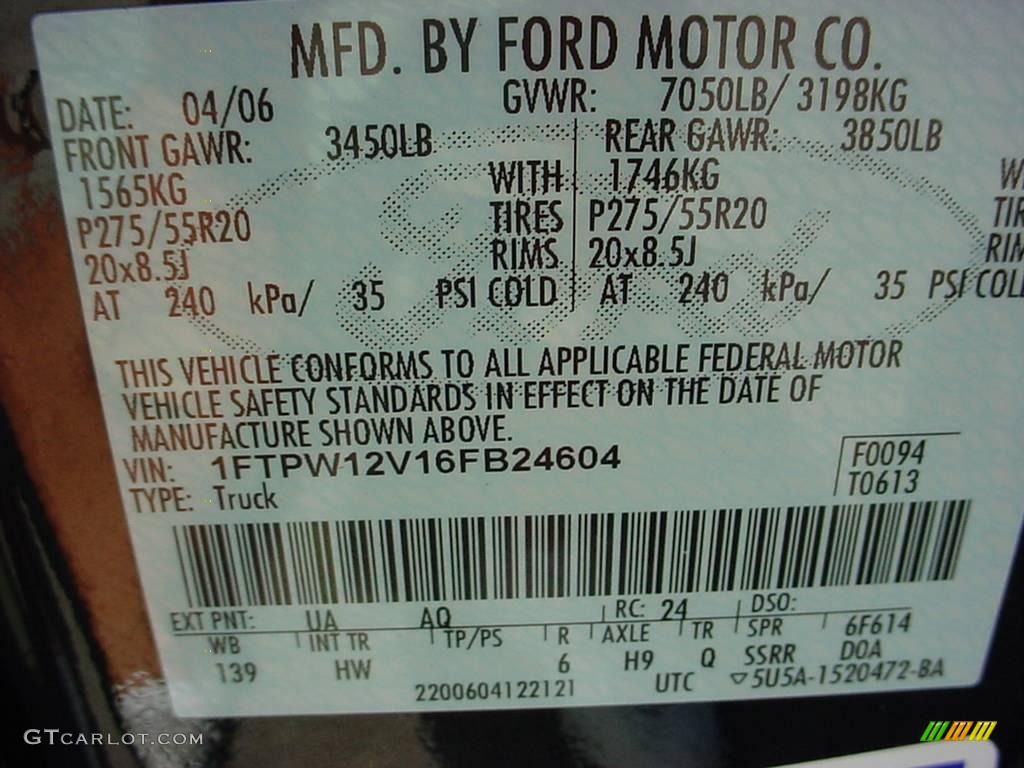 MFD. BY FORD MOTOR CO.
DATE: 04/06 GVWR: 7050LB/ 3198KG
FRONT GAWR: 3450LB REAR GAWR: 3850LB
1565KG WITH 1746KG
P275/55R20 TIRES P275/55R20
20x8.5J RIMS 20x8.5J
AT 240 kPa/ 35 PSI COLD AT 240 kPa/ 35 PSI COL
THIS VEHICLE CONFORMS TO ALL APPLICABLE FEDERAL MOTOR
VEHICLE SAFETY STANDARDS IN EFFECT ON THE DATE OF
MANUFACTURE SHOWN ABOVE.
VIN: 1FTPW12V16FB24604 F0094
TYPE: Truck T0613
EXT PNT: UA AQ RC: 24 DSO:
WB INT TR TP/PS R AXLE TR SPR 6F614
139 HW 6 H9 Q SSRR DOA
2200604122121 UTC ▽5U5A-1520472-BA
GTCARLOT.COM